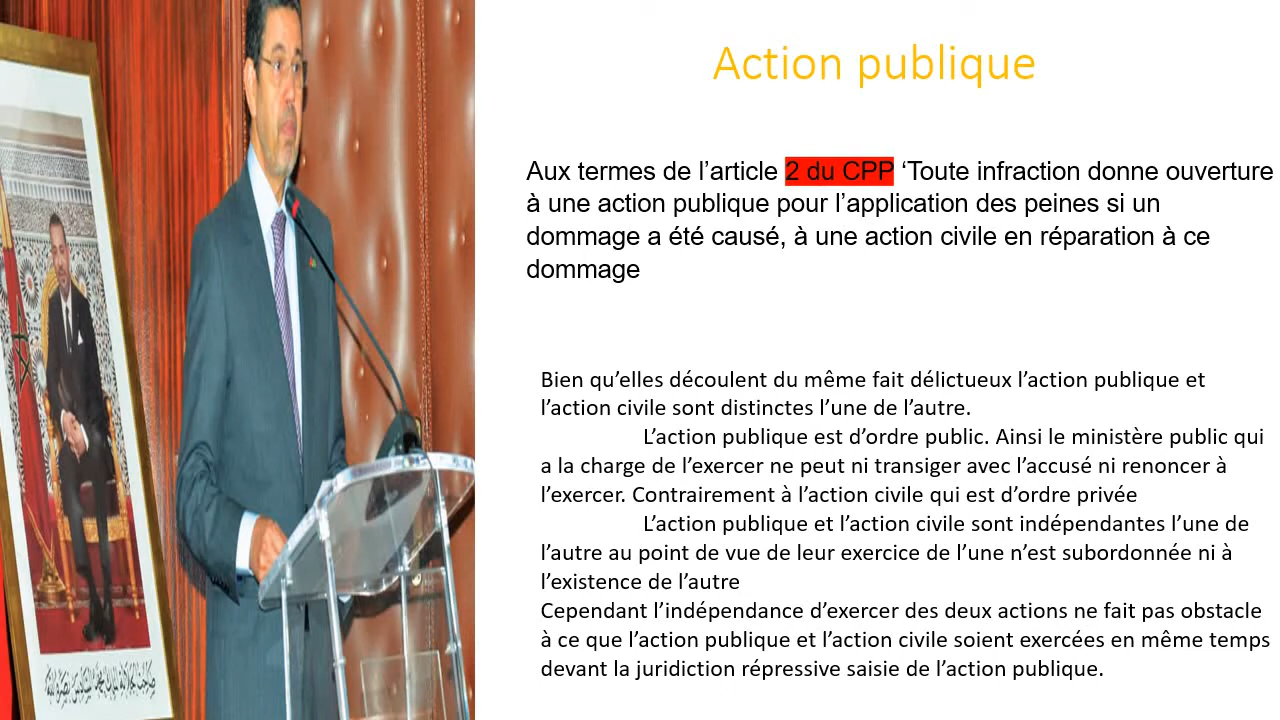 Action publique
Aux termes de l’article 2 du CPP ‘Toute infraction donne ouverture
à une action publique pour l’application des peines si un
dommage a été causé, à une action civile en réparation à ce
dommage
Bien qu’elles découlent du même fait délictueux l’action publique et
l’action civile sont distinctes l’une de l’autre.
L’action publique est d’ordre public. Ainsi le ministère public qui
a la charge de l’exercer ne peut ni transiger avec l’accusé ni renoncer à
l’exercer. Contrairement à l’action civile qui est d’ordre privée
L’action publique et l’action civile sont indépendantes l’une de
l’autre au point de vue de leur exercice de l’une n’est subordonnée ni à
l’existence de l’autre
Cependant l’indépendance d’exercer des deux actions ne fait pas obstacle
à ce que l’action publique et l’action civile soient exercées en même temps
devant la juridiction répressive saisie de l’action publique.